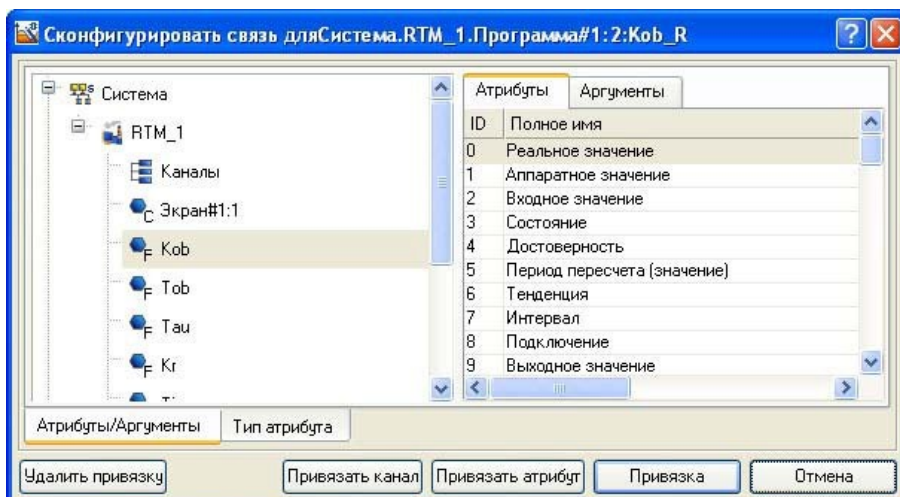 Сконфигурировать связь дляСистема.RTM_1.Программа#1:2:Kob_R
Система
RTM_1
Каналы
C Экран#1:1
F Kob
F Tob
F Tau
F Kr
Атрибуты Аргументы
ID Полное имя
0 Реальное значение
1 Аппаратное значение
2 Входное значение
3 Состояние
4 Достоверность
5 Период пересчета (значение)
6 Тенденция
7 Интервал
8 Подключение
9 Выходное значение
Атрибуты/Аргументы Тип атрибута
Удалить привязку Привязать канал Привязать атрибут Привязка Отмена